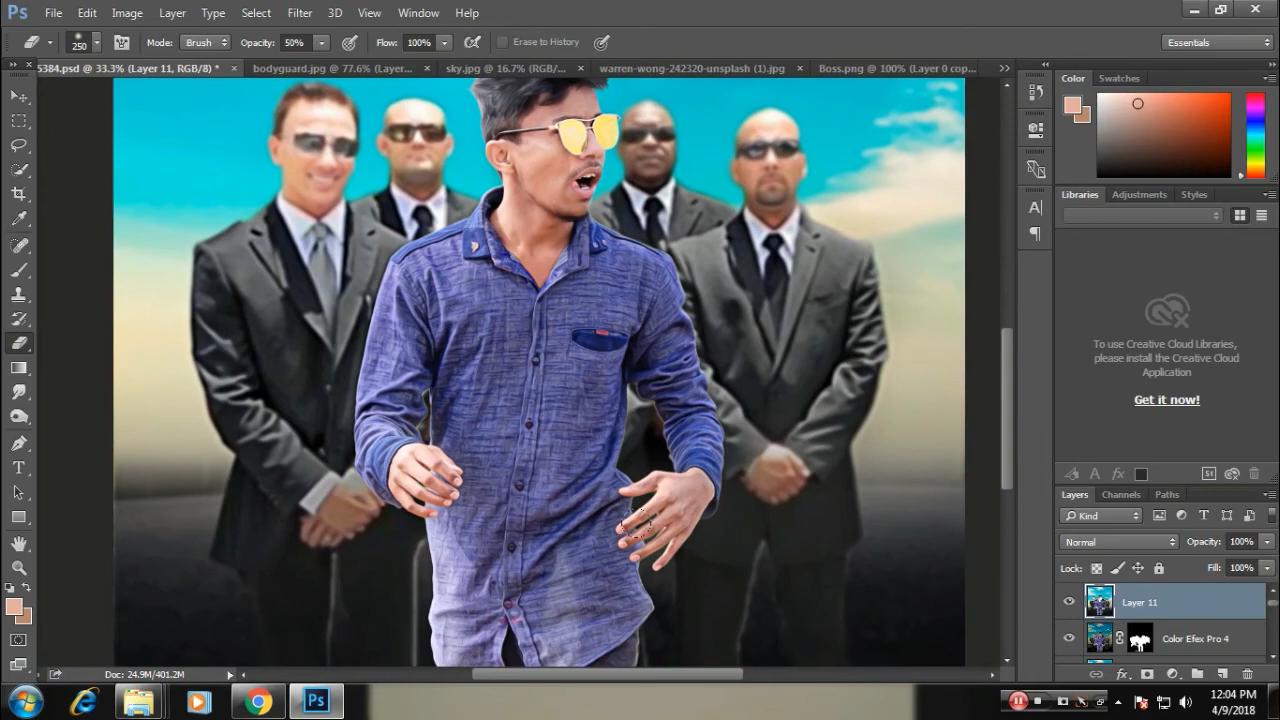 Ps File Edit Image Layer Type Select Filter 3D View Window Help
250 Mode: Brush Opacity: 50% Flow: 100% Erase to History Essentials
5384.psd @ 33.3% (Layer 11, RGB/8) * × bodyguard.jpg @ 77.6% (Layer... × sky.jpg @ 16.7% (RGB/... × warren-wong-242320-unsplash (1).jpg × Boss.png @ 100% (Layer 0 cop...
Color Swatches
Libraries Adjustments Styles
To use Creative Cloud Libraries,
please install the Creative Cloud
Application
Get it now!
Layers Channels Paths
Kind
Normal Opacity: 100%
Lock: Fill: 100%
Layer 11
Color Efex Pro 4
Doc: 24.9M/401.2M
12:04 PM
4/9/2018